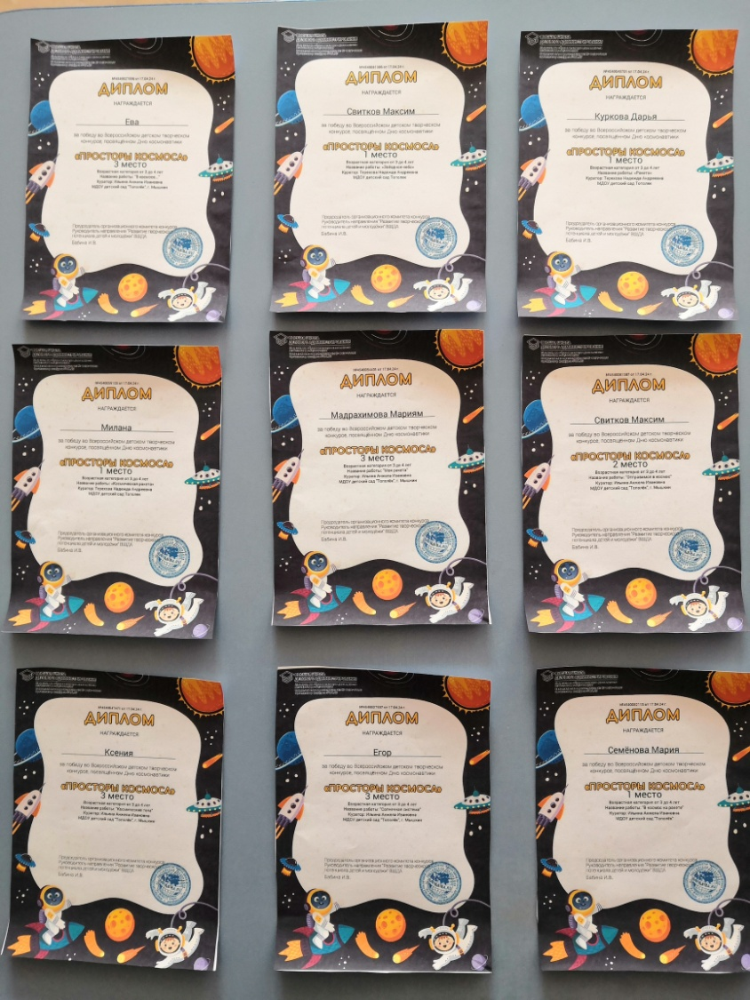 ДИПЛОМ
НАГРАЖДАЕТСЯ
Ева
за победу во Всероссийском детском творческом
конкурсе, посвящённом Дню космонавтики
«ПРОСТОРЫ КОСМОСА»
3 место
Возрастная категория от 3 до 4 лет
Название работы: "В космосе..."
Куратор: Ильина Анжела Ивановна
МДОУ детский сад "Тополёк", г. Мышкин
Председатель организационного комитета конкурса
Руководитель направления "Развитие творческого
потенциала детей и молодёжи" ВШДА
Бабина И.В.
ДИПЛОМ
НАГРАЖДАЕТСЯ
Свитков Максим
за победу во Всероссийском детском творческом
конкурсе, посвящённом Дню космонавтики
«ПРОСТОРЫ КОСМОСА»
1 место
Возрастная категория от 3 до 4 лет
Название работы: «Звёздное небо»
Куратор: Терехова Надежда Андреевна
МДОУ детский сад Тополек
Председатель организационного комитета конкурса
Руководитель направления "Развитие творческого
потенциала детей и молодёжи" ВШДА
Бабина И.В.
ДИПЛОМ
НАГРАЖДАЕТСЯ
Куркова Дарья
за победу во Всероссийском детском творческом
конкурсе, посвящённом Дню космонавтики
«ПРОСТОРЫ КОСМОСА»
1 место
Возрастная категория от 3 до 4 лет
Название работы: «Ракета»
Куратор: Терехова Надежда Андреевна
МДОУ детский сад Тополек
Председатель организационного комитета конкурса
Руководитель направления "Развитие творческого
потенциала детей и молодёжи" ВШДА
Бабина И.В.
ДИПЛОМ
НАГРАЖДАЕТСЯ
Милана
за победу во Всероссийском детском творческом
конкурсе, посвящённом Дню космонавтики
«ПРОСТОРЫ КОСМОСА»
1 место
Возрастная категория от 3 до 4 лет
Название работы: «Космическая ракета»
Куратор: Терехова Надежда Андреевна
МДОУ детский сад Тополек
Председатель организационного комитета конкурса
Руководитель направления "Развитие творческого
потенциала детей и молодёжи" ВШДА
Бабина И.В.
ДИПЛОМ
НАГРАЖДАЕТСЯ
Мадрахимова Мариям
за победу во Всероссийском детском творческом
конкурсе, посвящённом Дню космонавтики
«ПРОСТОРЫ КОСМОСА»
3 место
Возрастная категория от 3 до 4 лет
Название работы: "Моя ракета"
Куратор: Ильина Анжела Ивановна
МДОУ детский сад "Тополёк", г. Мышкин
Председатель организационного комитета конкурса
Руководитель направления "Развитие творческого
потенциала детей и молодёжи" ВШДА
Бабина И.В.
ДИПЛОМ
НАГРАЖДАЕТСЯ
Свитков Максим
за победу во Всероссийском детском творческом
конкурсе, посвящённом Дню космонавтики
«ПРОСТОРЫ КОСМОСА»
2 место
Возрастная категория от 3 до 4 лет
Название работы: "Отправимся в космос"
Куратор: Ильина Анжела Ивановна
МДОУ детский сад "Тополёк", г. Мышкин
Председатель организационного комитета конкурса
Руководитель направления "Развитие творческого
потенциала детей и молодёжи" ВШДА
Бабина И.В.
ДИПЛОМ
НАГРАЖДАЕТСЯ
Ксения
за победу во Всероссийском детском творческом
конкурсе, посвящённом Дню космонавтики
«ПРОСТОРЫ КОСМОСА»
3 место
Возрастная категория от 3 до 4 лет
Название работы: "Космические тела"
Куратор: Ильина Анжела Ивановна
МДОУ детский сад "Тополёк", г. Мышкин
Председатель организационного комитета конкурса
Руководитель направления "Развитие творческого
потенциала детей и молодёжи" ВШДА
Бабина И.В.
ДИПЛОМ
НАГРАЖДАЕТСЯ
Егор
за победу во Всероссийском детском творческом
конкурсе, посвящённом Дню космонавтики
«ПРОСТОРЫ КОСМОСА»
3 место
Возрастная категория от 3 до 4 лет
Название работы: "Солнечная система"
Куратор: Ильина Анжела Ивановна
МДОУ детский сад "Тополёк", г. Мышкин
Председатель организационного комитета конкурса
Руководитель направления "Развитие творческого
потенциала детей и молодёжи" ВШДА
Бабина И.В.
ДИПЛОМ
НАГРАЖДАЕТСЯ
Семёнова Мария
за победу во Всероссийском детском творческом
конкурсе, посвящённом Дню космонавтики
«ПРОСТОРЫ КОСМОСА»
1 место
Возрастная категория от 3 до 4 лет
Название работы: "В космос на ракете"
Куратор: Ильина Анжела Ивановна
МДОУ детский сад "Тополёк"
Председатель организационного комитета конкурса
Руководитель направления "Развитие творческого
потенциала детей и молодёжи" ВШДА
Бабина И.В.